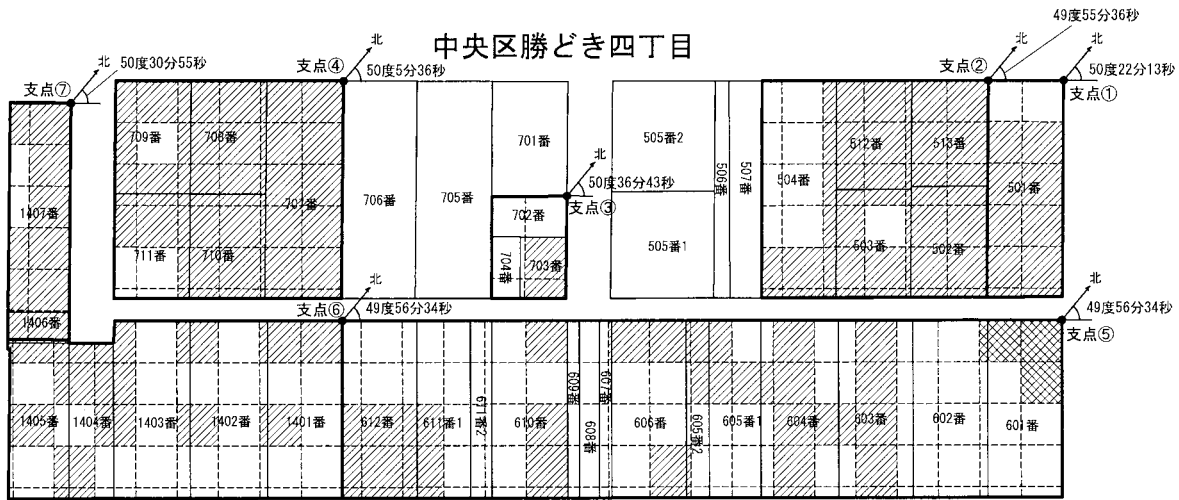 中央区勝どき四丁目
49度55分36秒
北
50度30分55秒
支点⑦
北
支点④
50度5分36秒
北
支点②
北
50度22分13秒
支点①
北
709番
708番
707番
711番
710番
706番
705番
701番
702番
704番
703番
50度36分43秒
支点③
北
505番2
505番1
506番
507番
504番
512番
513番
503番
502番
501番
1407番
1406番
支点⑥
49度56分34秒
北
北
49度56分34秒
支点⑤
1405番
1404番
1403番
1402番
1401番
612番
611番1
611番2
610番
609番
608番
607番
606番
605番2
605番1
604番
603番
602番
601番